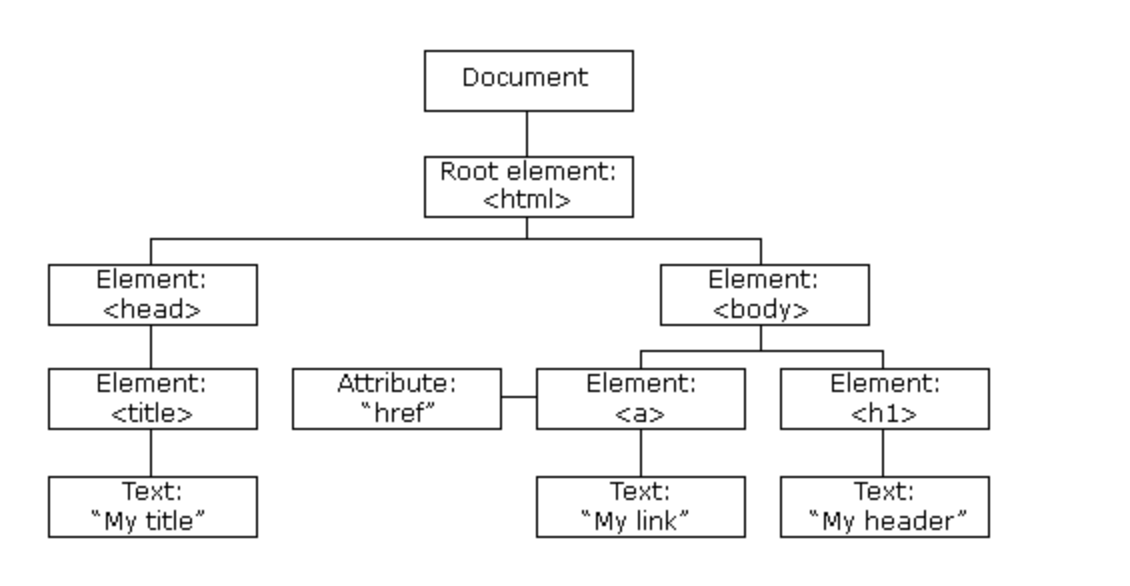 Document
Root element:
<html>
Element:
<head>
Element:
<body>
Element:
<title>
Attribute:
“href”
Element:
<a>
Element:
<h1>
Text:
“My title”
Text:
“My link”
Text:
“My header”